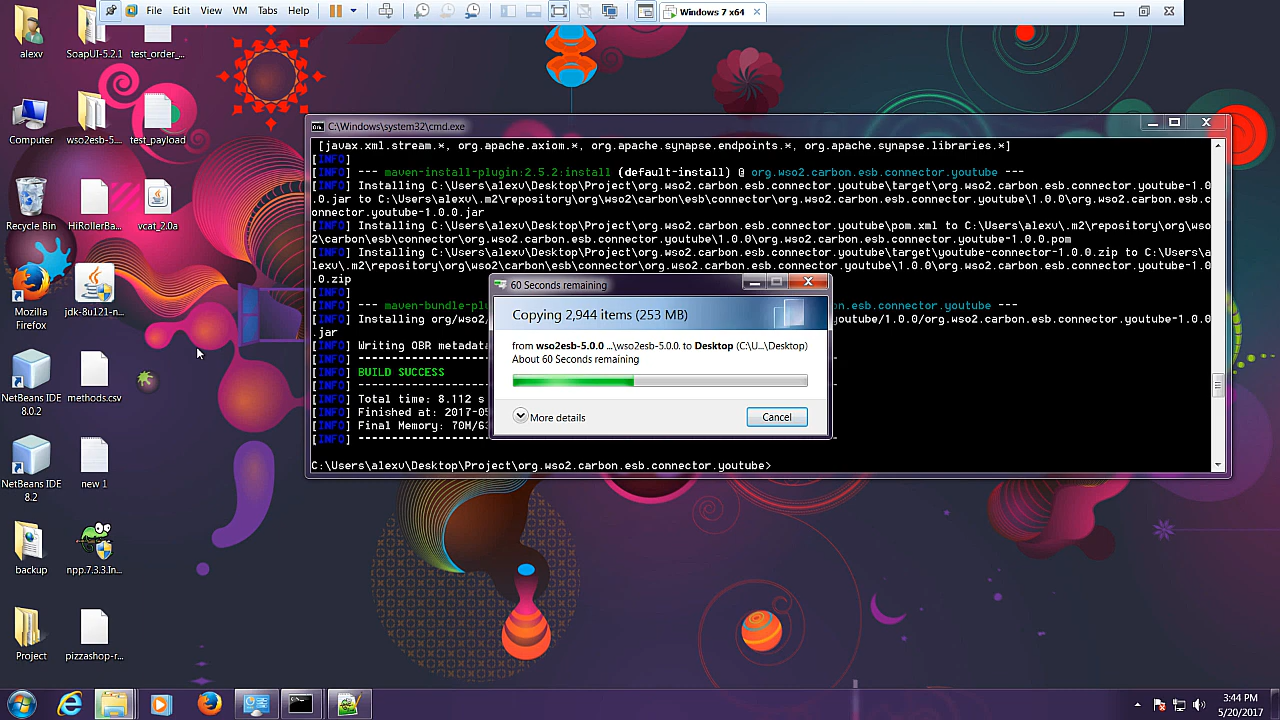 File Edit View VM Tabs Help Windows 7 x64
alexv
SoapUI-5.2.1
test_order_...
Computer
wso2esb-5....
test_payload
Recycle Bin
HiRollerBa...
vcat_2.0a
Mozilla
Firefox
jdk-8u121-n...
NetBeans IDE
8.0.2
methodcsv
NetBeans IDE
8.2
new 1
backup
npp.7.3.3.In...
Project
pizzashop-r...
C:\Windows\system32\cmd.exe
[javax.xml.stream.*, org.apache.axiom.*, org.apache.synapse.endpoints.*, org.apache.synapse.libraries.*]
[INFO]
[INFO] --- maven-install-plugin:2.5.2:install (default-install) @ org.wso2.carbon.esb.connector.youtube ---
[INFO] Installing C:\Users\alexv\Desktop\Project\org.wso2.carbon.esb.connector.youtube\target\org.wso2.carbon.esb.connector.youtube-1.0
.0.jar to C:\Users\alexv\.m2\repository\org\wso2\carbon\esb\connector\org.wso2.carbon.esb.connector.youtube\1.0.0\org.wso2.carbon.esb.c
onnector.youtube-1.0.0.jar
[INFO] Installing C:\Users\alexv\Desktop\Project\org.wso2.carbon.esb.connector.youtube\pom.xml to C:\Users\alexv\.m2\repository\org\wso
2\carbon\esb\connector\org.wso2.carbon.esb.connector.youtube\1.0.0\org.wso2.carbon.esb.connector.youtube-1.0.0.pom
[INFO] Installing C:\Users\alexv\Desktop\Project\org.wso2.carbon.esb.connector.youtube\target\youtube-connector-1.0.0.zip to C:\Users\a
lexv\.m2\repository\org\wso2\carbon\esb\connector\org.wso2.carbon.esb.connector.youtube\1.0.0\org.wso2.carbon.esb.connector.youtube-1.0
.0.zip
[INFO]
[INFO] --- maven-bundle-plu .esb.connector.youtube ---
[INFO] Installing org/wso2/ youtube/1.0.0/org.wso2.carbon.esb.connector.youtube-1.0.0.
jar
[INFO] Writing OBR metadata
[INFO] ------------------
[INFO] BUILD SUCCESS
[INFO] ------------------
[INFO] Total time: 8.112 s
[INFO] Finished at: 2017-05
[INFO] Final Memory: 70M/63
[INFO] ------------------
C:\Users\alexv\Desktop\Project\org.wso2.carbon.esb.connector.youtube>
60 Seconds remaining
Copying 2,944 items (253 MB)
from wso2esb-5.0.0 ...\wso2esb-5.0.0. to Desktop (C:\U...\Desktop)
About 60 Seconds remaining
More details Cancel
3:44 PM
5/20/2017